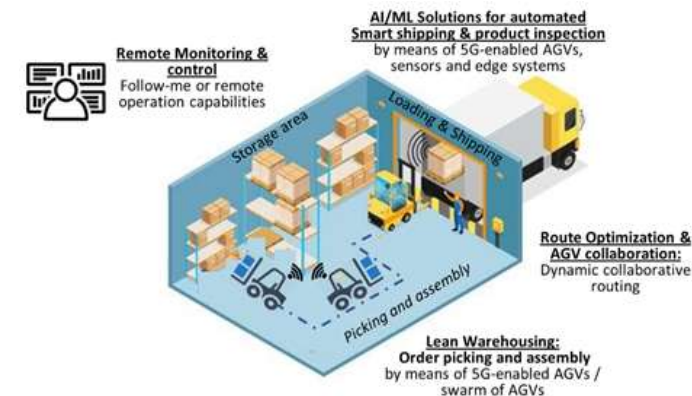 AI/ML Solutions for automated
Smart shipping & product inspection
by means of 5G-enabled AGVs,
sensors and edge systems
Remote Monitoring &
control
Follow-me or remote
operation capabilities
Storage area
Loading & Shipping
Picking and assembly
Route Optimization &
AGV collaboration:
Dynamic collaborative
routing
Lean Warehousing:
Order picking and assembly
by means of 5G-enabled AGVs /
swarm of AGVs